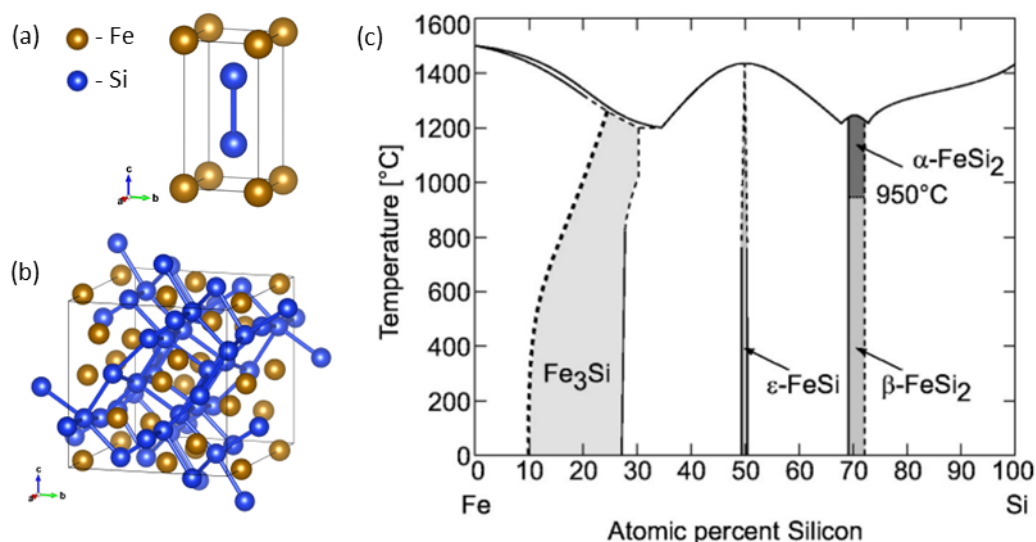 (a)
- Fe
- Si
c
a
b
(b)
c
a
b
(c)
Temperature [°C]
1600
1400
1200
1000
800
600
400
200
0
α-FeSi2
950°C
Fe3Si
ε-FeSi
β-FeSi2
0 10 20 30 40 50 60 70 80 90 100
Fe Si
Atomic percent Silicon